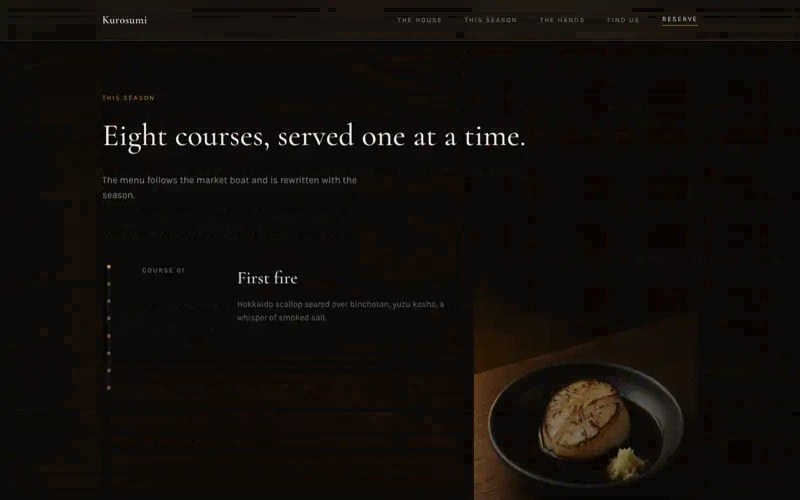 Kurosumi
THE HOUSE
THIS SEASON
THE HANDS
FIND US
RESERVE
THIS SEASON
Eight courses, served one at a time.
The menu follows the market boat and is rewritten with the
season.
COURSE 01
First fire
Hokkaido scallop seared over binchotan, yuzu kosho, a
whisper of smoked salt.